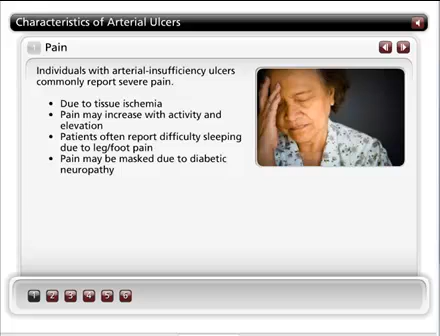 Characteristics of Arterial Ulcers
Pain
Individuals with arterial-insufficiency ulcers
commonly report severe pain.
• Due to tissue ischemia
• Pain may increase with activity and
elevation
• Patients often report difficulty sleeping
due to leg/foot pain
• Pain may be masked due to diabetic
neuropathy
1 2 3 4 5 6